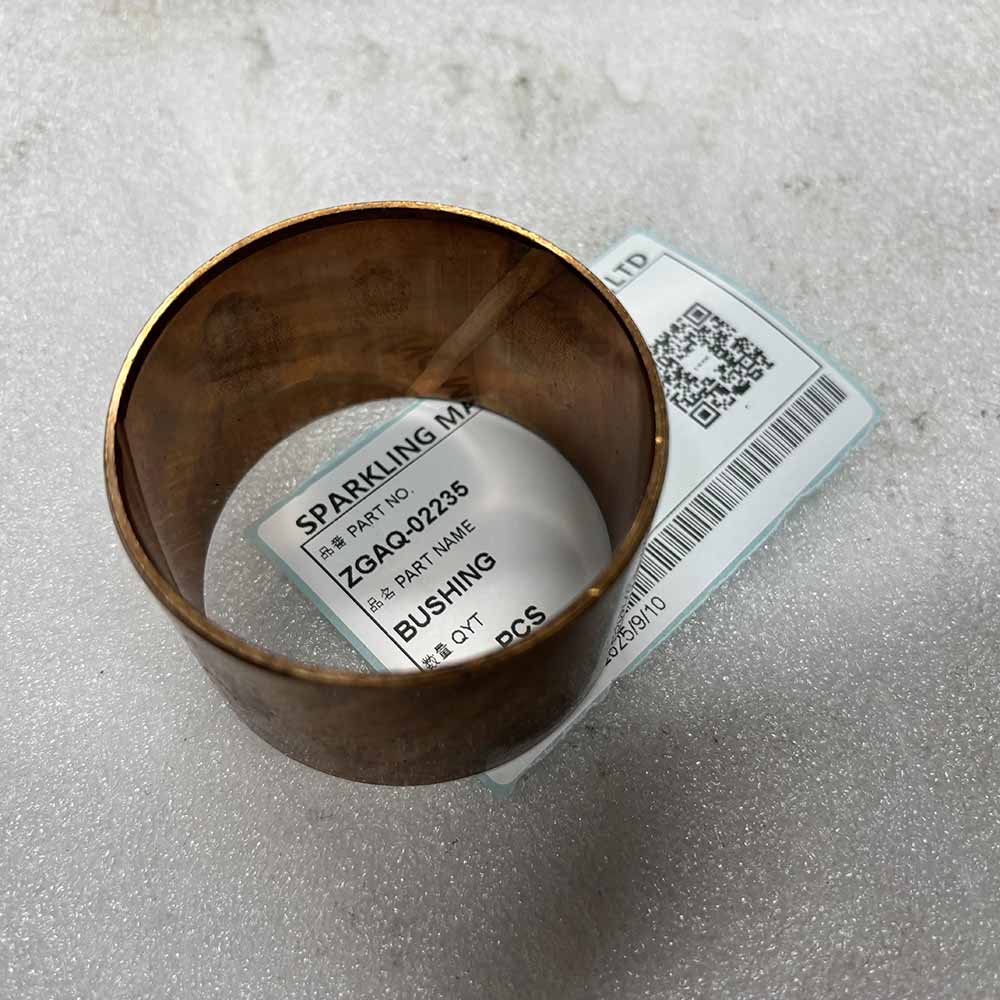 SPARKLING MA LTD
品番 PART NO.
ZGAQ-02235
品名 PART NAME
BUSHING
数量 QYT
PCS
2025/9/10